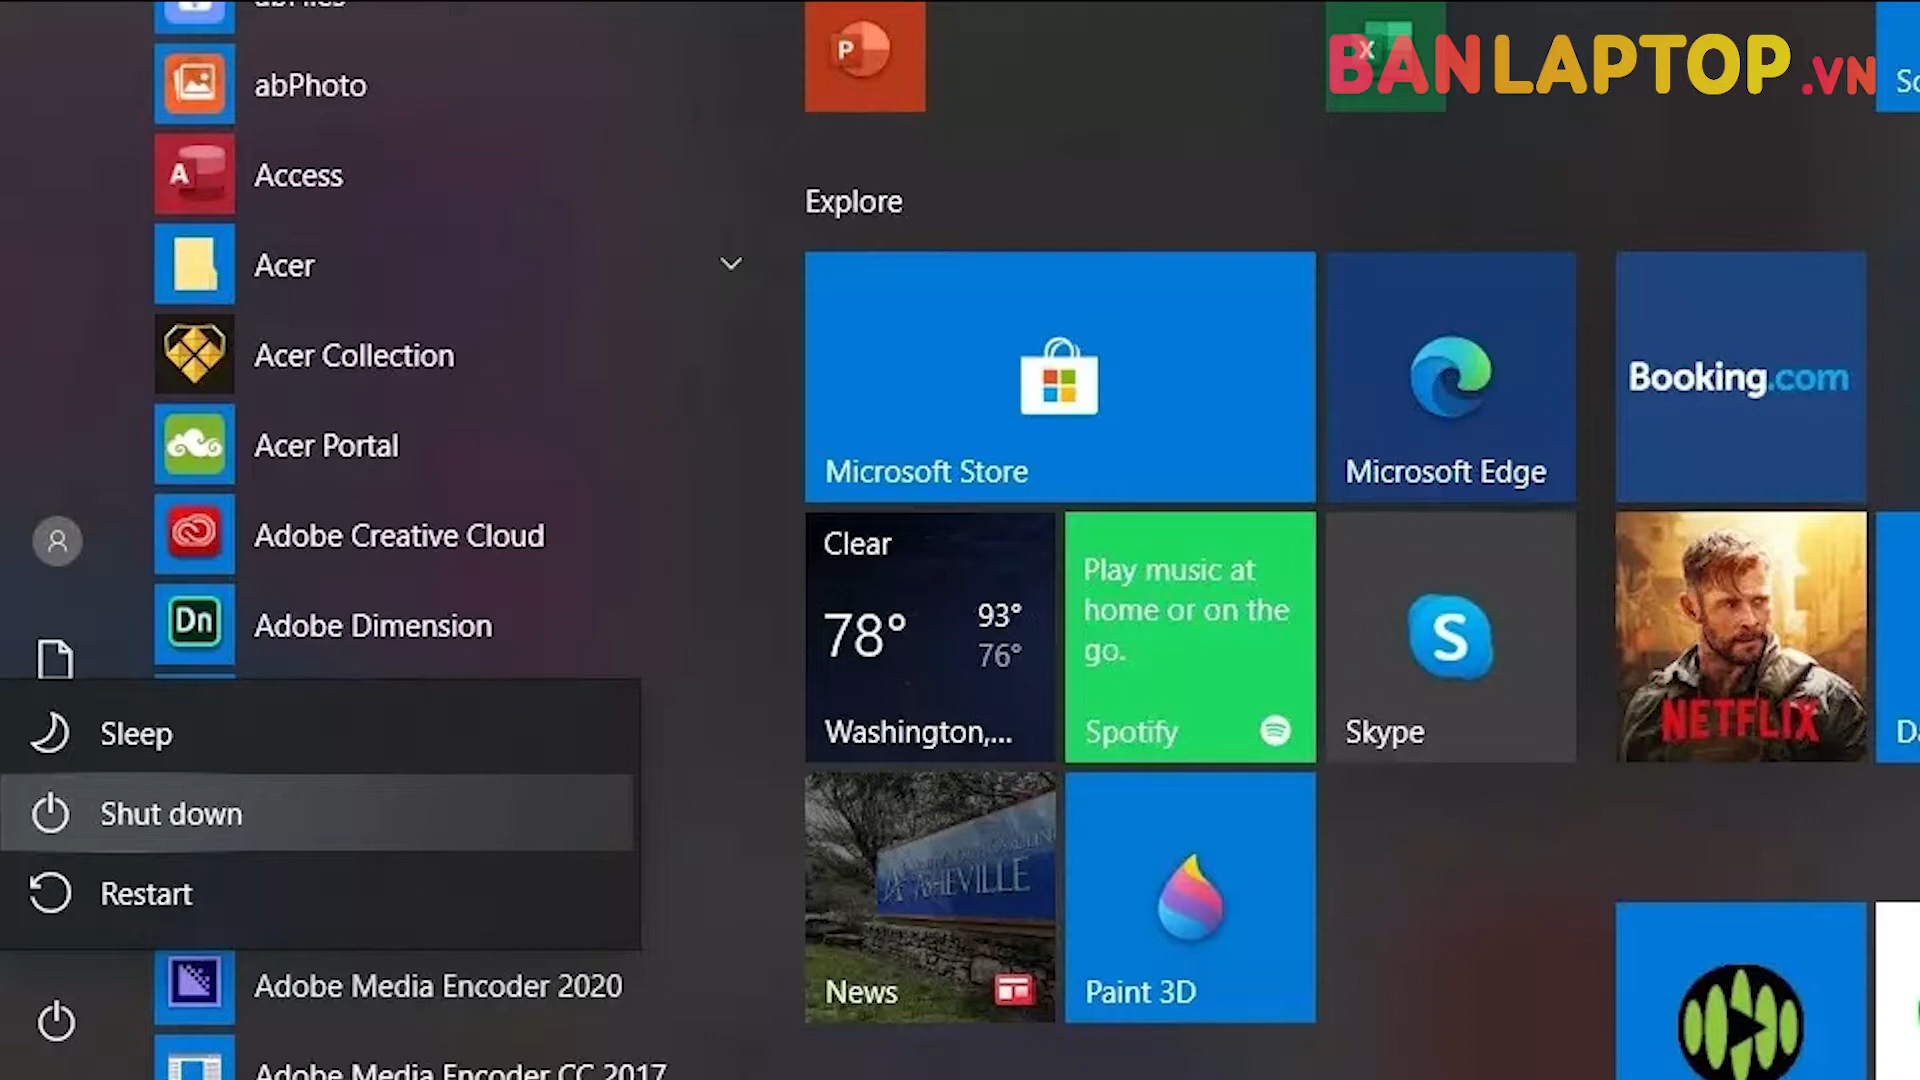 abPhoto
Access
Acer
Acer Collection
Acer Portal
Adobe Creative Cloud
Dn
Adobe Dimension
Sleep
Shut down
Restart
Adobe Media Encoder 2020
Adobe Media Encoder CC 2017
P
X
BANLAPTOP.VN
Explore
Microsoft Store
Microsoft Edge
Booking.com
Clear
78°
93°
76°
Washington,...
Play music at
home or on the
go.
Spotify
Skype
NETFLIX
ASHEVILLE
News
Paint 3D